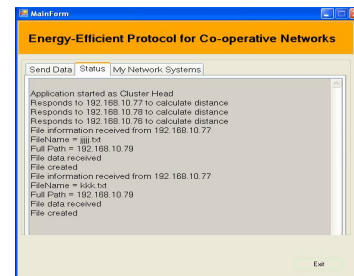 MainForm
Energy-Efficient Protocol for Co-operative Networks
Send Data Status My Network Systems
Application started as Cluster Head
Responds to 192.168.10.77 to calculate distance
Responds to 192.168.10.78 to calculate distance
Responds to 192.168.10.76 to calculate distance
File information received from 192.168.10.77
FileName = jjjjj.txt
Full Path = 192.168.10.79
File data received
File created
File information received from 192.168.10.77
FileName = kkk.txt
Full Path = 192.168.10.79
File data received
File created
Exit